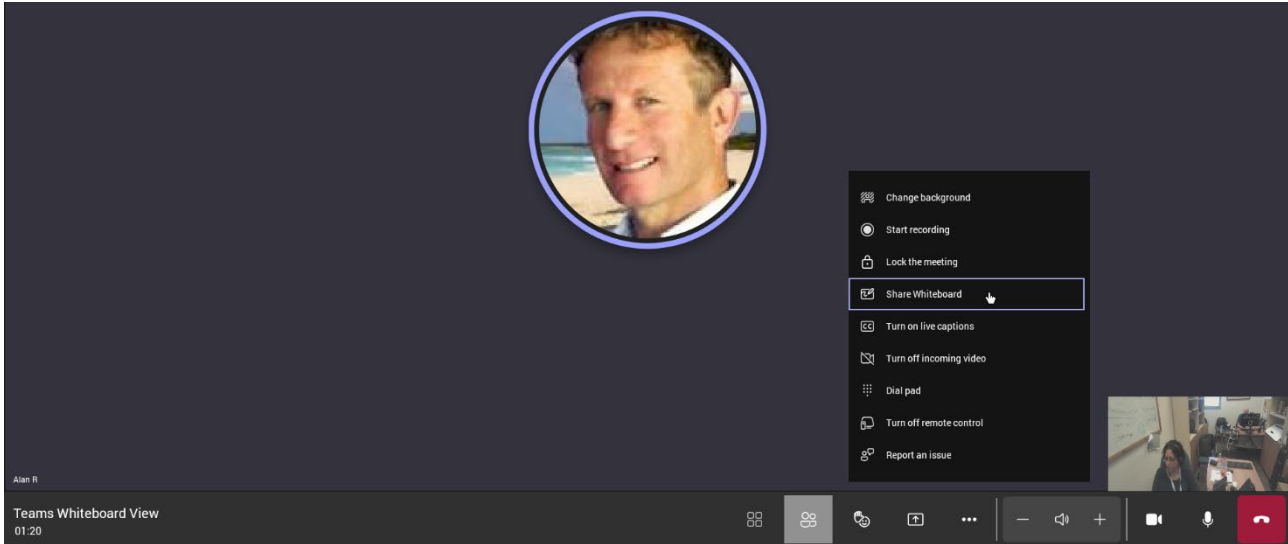 Change background
Start recording
Lock the meeting
Share Whiteboard
CC Turn on live captions
Turn off incoming video
Dial pad
Turn off remote control
Report an issue
Alan R
Teams Whiteboard View
01:20